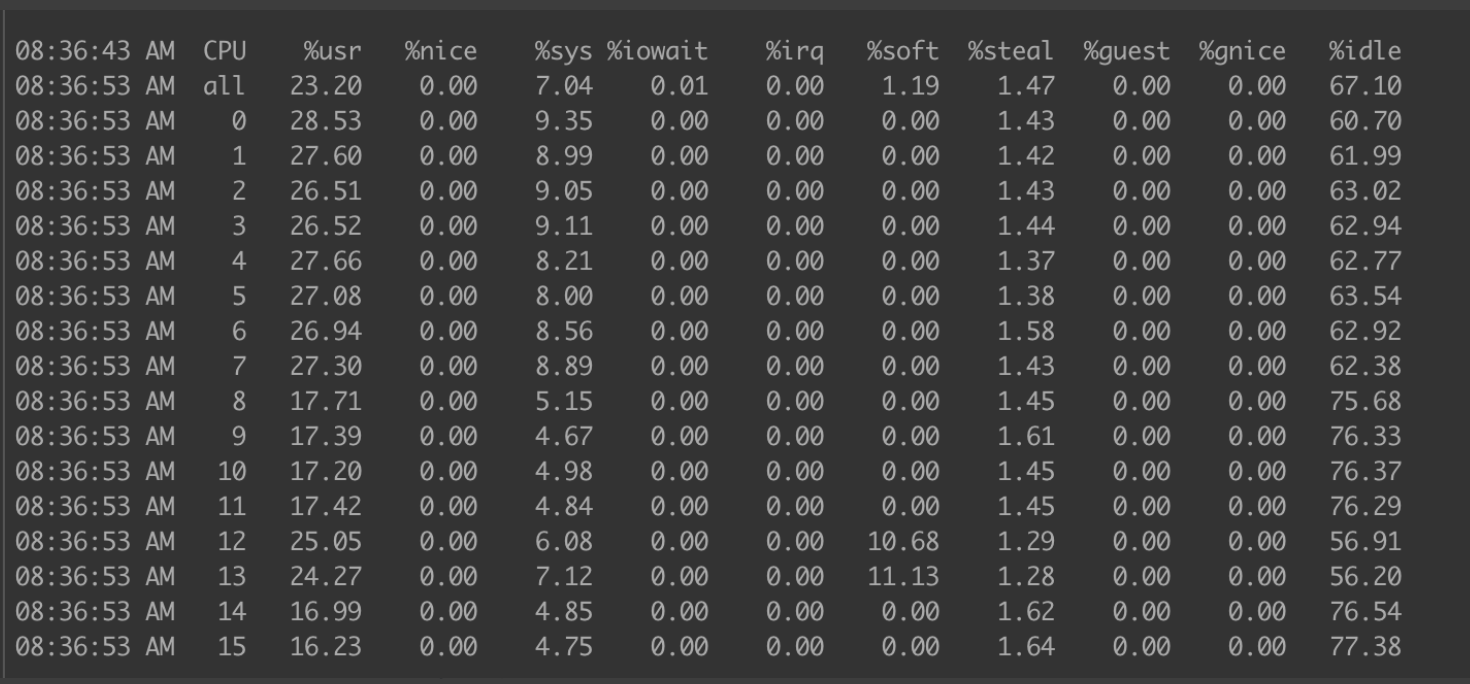 08:36:43 AM  CPU    %usr   %nice    %sys %iowait    %irq   %soft  %steal  %guest  %gnice   %idle
08:36:53 AM  all   23.20    0.00    7.04    0.01    0.00    1.19    1.47    0.00    0.00   67.10
08:36:53 AM    0   28.53    0.00    9.35    0.00    0.00    0.00    1.43    0.00    0.00   60.70
08:36:53 AM    1   27.60    0.00    8.99    0.00    0.00    0.00    1.42    0.00    0.00   61.99
08:36:53 AM    2   26.51    0.00    9.05    0.00    0.00    0.00    1.43    0.00    0.00   63.02
08:36:53 AM    3   26.52    0.00    9.11    0.00    0.00    0.00    1.44    0.00    0.00   62.94
08:36:53 AM    4   27.66    0.00    8.21    0.00    0.00    0.00    1.37    0.00    0.00   62.77
08:36:53 AM    5   27.08    0.00    8.00    0.00    0.00    0.00    1.38    0.00    0.00   63.54
08:36:53 AM    6   26.94    0.00    8.56    0.00    0.00    0.00    1.58    0.00    0.00   62.92
08:36:53 AM    7   27.30    0.00    8.89    0.00    0.00    0.00    1.43    0.00    0.00   62.38
08:36:53 AM    8   17.71    0.00    5.15    0.00    0.00    0.00    1.45    0.00    0.00   75.68
08:36:53 AM    9   17.39    0.00    4.67    0.00    0.00    0.00    1.61    0.00    0.00   76.33
08:36:53 AM   10   17.20    0.00    4.98    0.00    0.00    0.00    1.45    0.00    0.00   76.37
08:36:53 AM   11   17.42    0.00    4.84    0.00    0.00    0.00    1.45    0.00    0.00   76.29
08:36:53 AM   12   25.05    0.00    6.08    0.00    0.00   10.68    1.29    0.00    0.00   56.91
08:36:53 AM   13   24.27    0.00    7.12    0.00    0.00   11.13    1.28    0.00    0.00   56.20
08:36:53 AM   14   16.99    0.00    4.85    0.00    0.00    0.00    1.62    0.00    0.00   76.54
08:36:53 AM   15   16.23    0.00    4.75    0.00    0.00    0.00    1.64    0.00    0.00   77.38